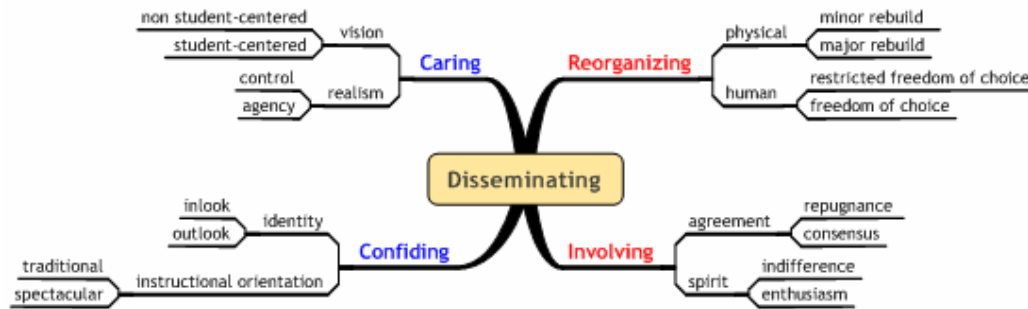 non student-centered
student-centered
vision
control
agency
realism
Caring
Reorganizing
physical
minor rebuild
major rebuild
human
restricted freedom of choice
freedom of choice
Disseminating
inlook
outlook
identity
traditional
spectacular
instructional orientation
Confiding
Involving
agreement
repugnance
consensus
spirit
indifference
enthusiasm